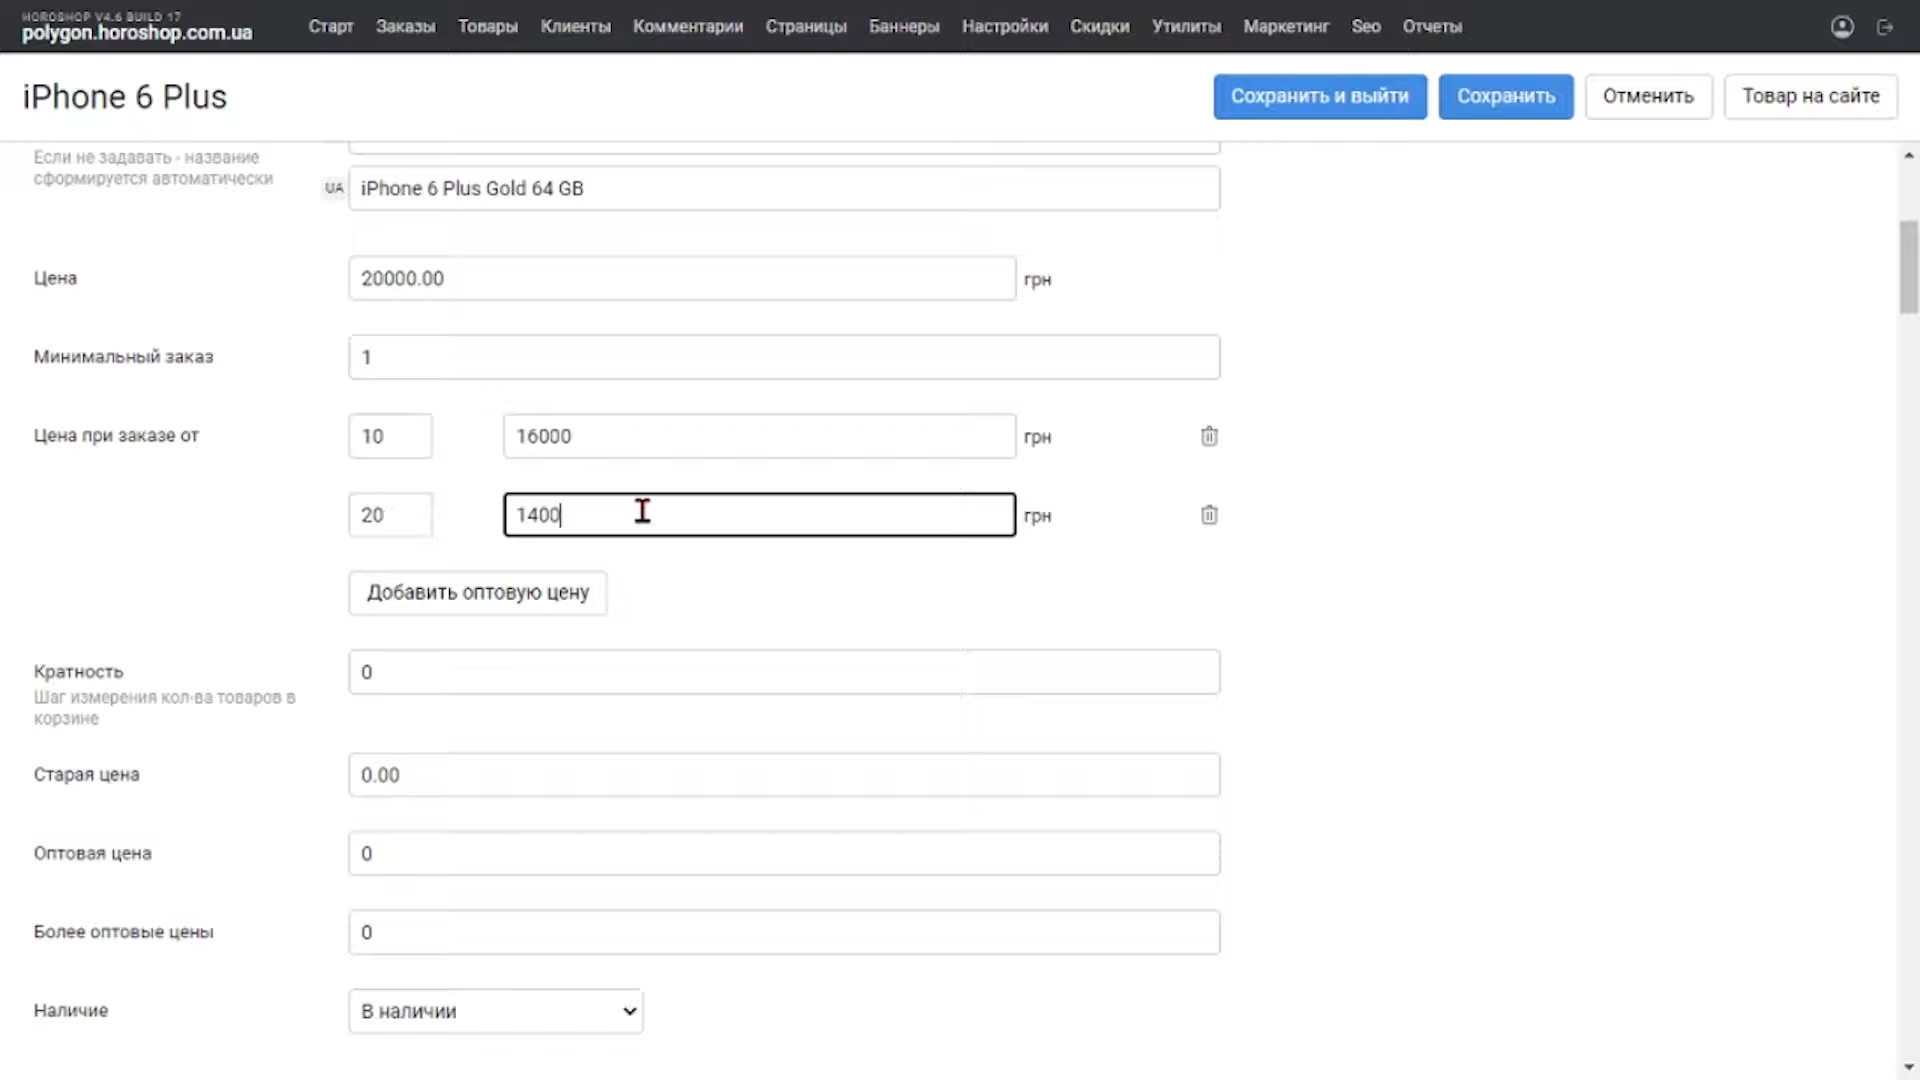 HOROSHOP V4.6 BUILD 17
polygon.horoshop.com.ua
Старт Заказы Товары Клиенты Комментарии Страницы Баннеры Настройки Скидки Утилиты Маркетинг Seo Отчеты
iPhone 6 Plus
Сохранить и выйти Сохранить Отменить Товар на сайте
Если не задавать - название
сформируется автоматически
UA iPhone 6 Plus Gold 64 GB
Цена 20000.00 грн
Минимальный заказ 1
Цена при заказе от 10 16000 грн
20 1400 грн
Добавить оптовую цену
Кратность 0
Шаг измерения кол-ва товаров в
корзине
Старая цена 0.00
Оптовая цена 0
Более оптовые цены 0
Наличие В наличии